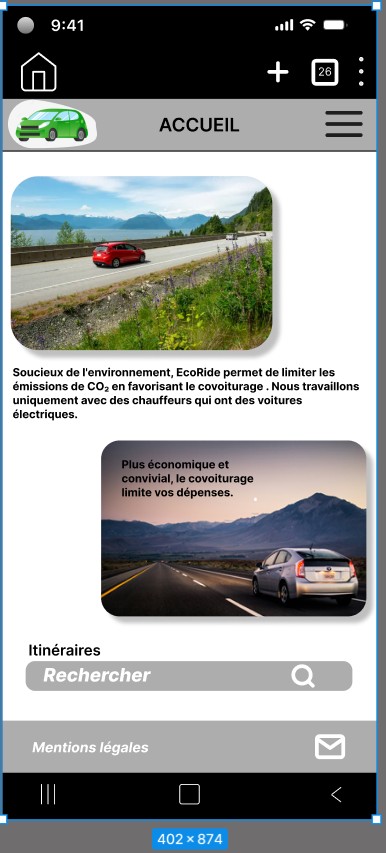 9:41
26
ACCUEIL
Soucieux de l'environnement, EcoRide permet de limiter les
émissions de CO₂ en favorisant le covoiturage . Nous travaillons
uniquement avec des chauffeurs qui ont des voitures
électriques.
Plus économique et
convivial, le covoiturage
limite vos dépenses.
Itinéraires
Rechercher
Mentions légales
402 × 874